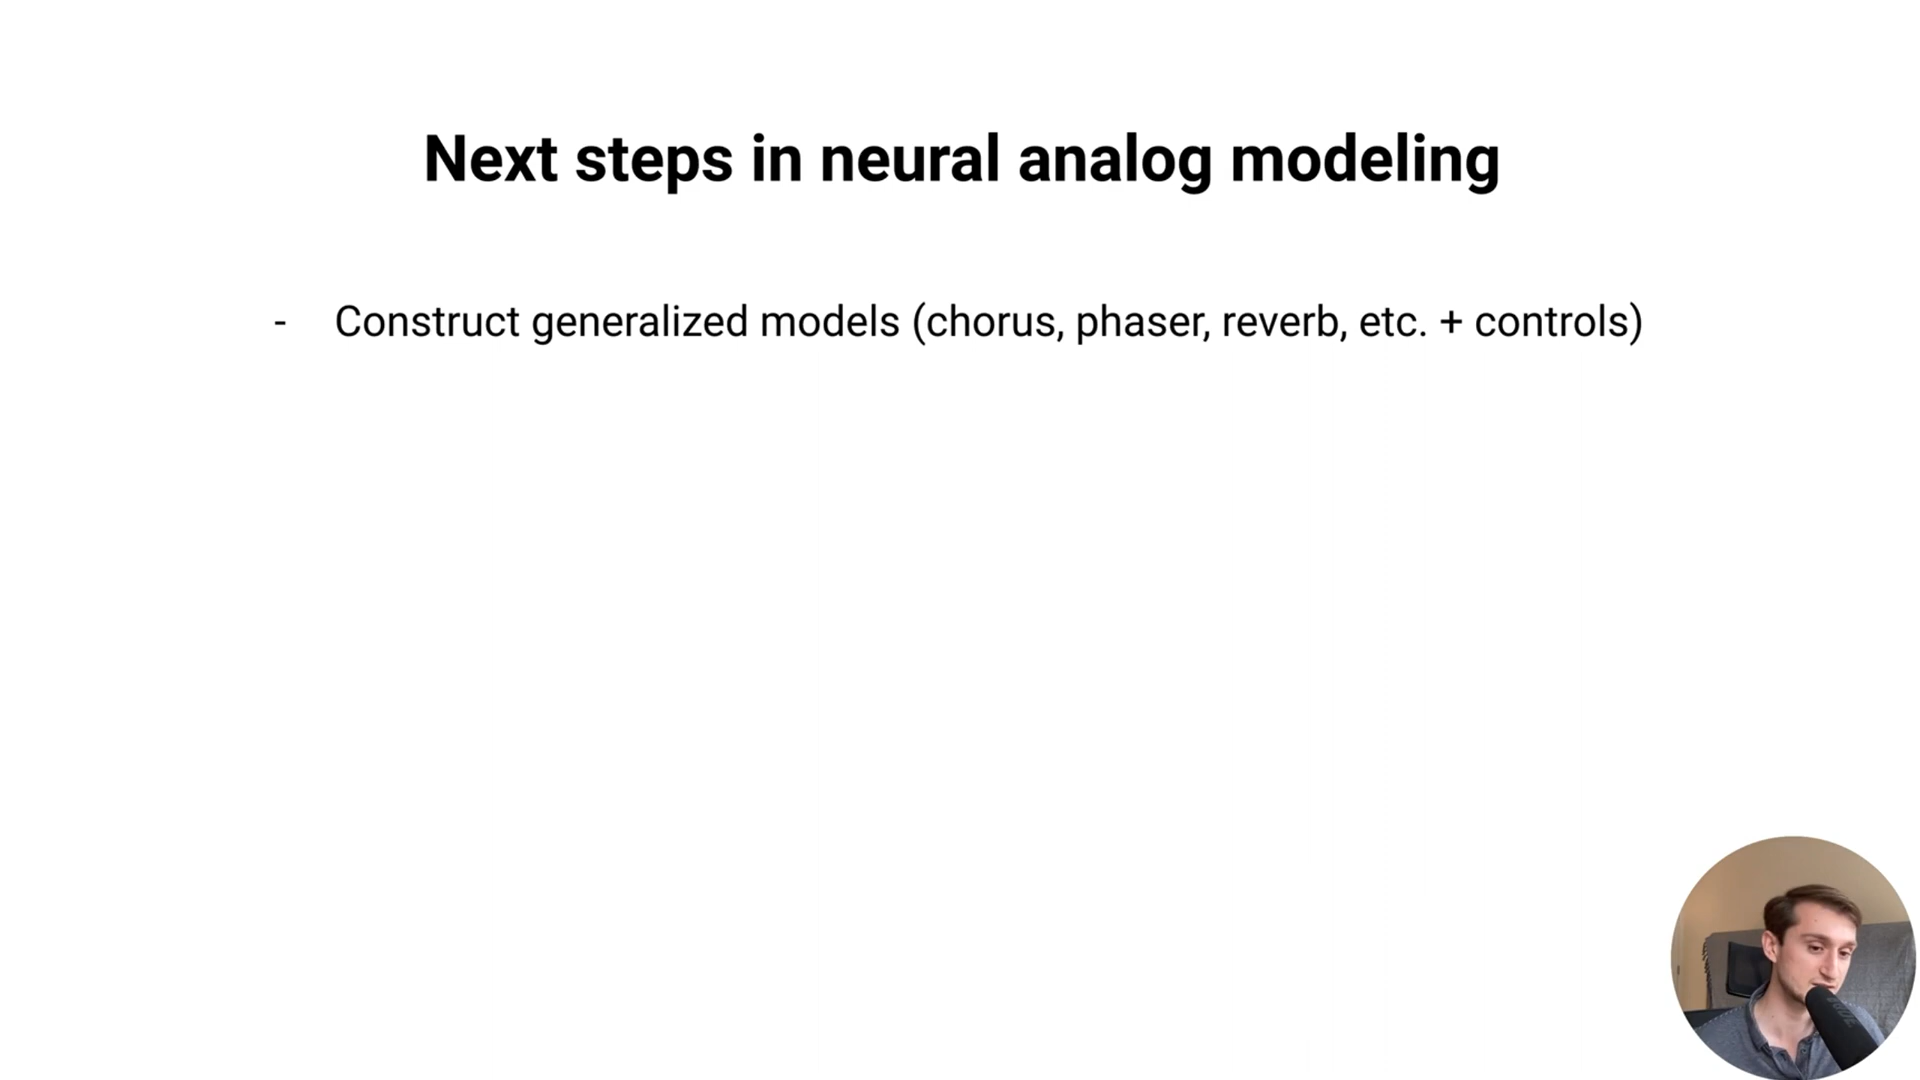 Next steps in neural analog modeling
- Construct generalized models (chorus, phaser, reverb, etc. + controls)